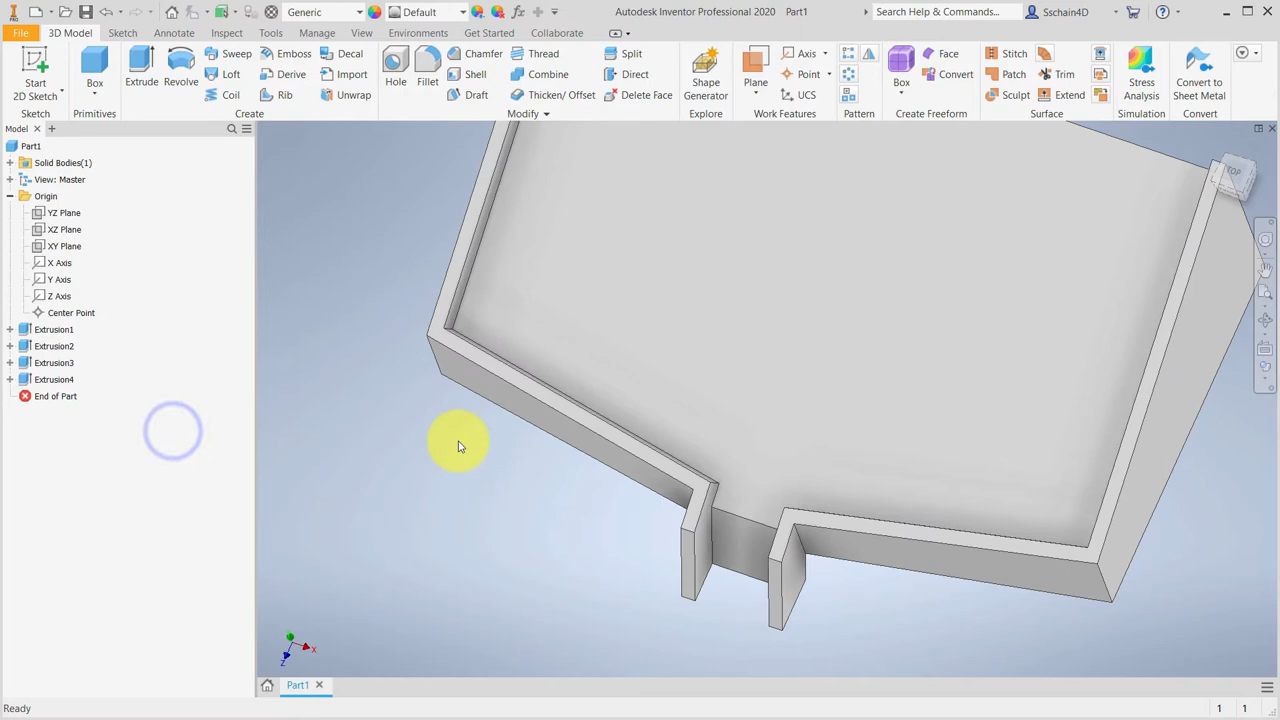 PRO
Generic
Default
fx
Autodesk Inventor Professional 2020 Part1
Search Help & Commands...
Sschain4D
File
3D Model
Sketch
Annotate
Inspect
Tools
Manage
View
Environments
Get Started
Collaborate
Start
2D Sketch
Sketch
Box
Primitives
Extrude
Revolve
Sweep
Loft
Coil
Emboss
Derive
Rib
Decal
Import
Unwrap
Create
Hole
Fillet
Chamfer
Shell
Draft
Thread
Combine
Thicken/ Offset
Split
Direct
Delete Face
Modify
Shape
Generator
Explore
Plane
Axis
Point
UCS
Work Features
Pattern
Box
Face
Convert
Create Freeform
Stitch
Patch
Sculpt
Trim
Extend
Surface
Stress
Analysis
Simulation
Convert to
Sheet Metal
Convert
Model
Part1
Solid Bodies(1)
View: Master
Origin
YZ Plane
XZ Plane
XY Plane
X Axis
Y Axis
Z Axis
Center Point
Extrusion1
Extrusion2
Extrusion3
Extrusion4
End of Part
TOP
X
Z
Part1
Ready
1 1